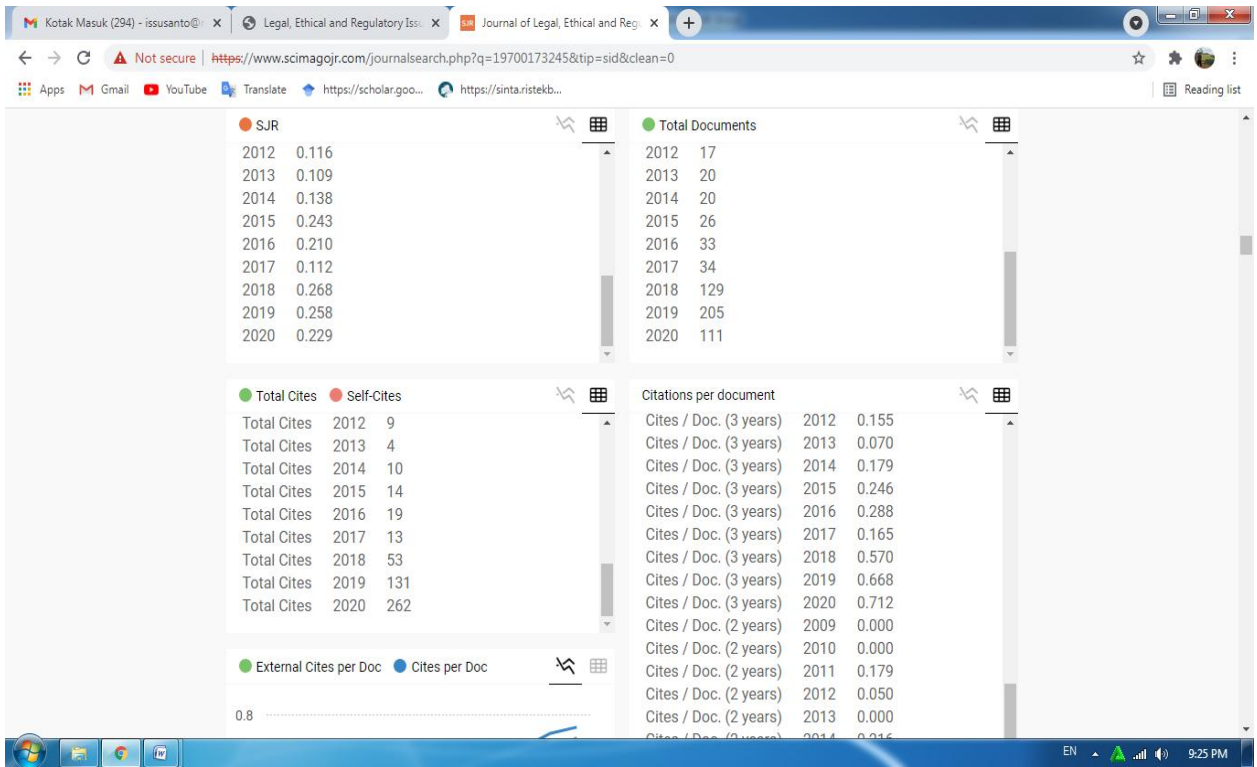 Kotak Masuk (294) - issusanto@
Legal, Ethical and Regulatory Issu
Journal of Legal, Ethical and Regu
Not secure https://www.scimagojr.com/journalsearch.php?q=19700173245&tip=sid&clean=0
Apps Gmail YouTube Translate https://scholar.goo... https://sinta.ristekb... Reading list
SJR
2012 0.116
2013 0.109
2014 0.138
2015 0.243
2016 0.210
2017 0.112
2018 0.268
2019 0.258
2020 0.229
Total Documents
2012 17
2013 20
2014 20
2015 26
2016 33
2017 34
2018 129
2019 205
2020 111
Total Cites Self-Cites
Total Cites 2012 9
Total Cites 2013 4
Total Cites 2014 10
Total Cites 2015 14
Total Cites 2016 19
Total Cites 2017 13
Total Cites 2018 53
Total Cites 2019 131
Total Cites 2020 262
Citations per document
Cites / Doc. (3 years) 2012 0.155
Cites / Doc. (3 years) 2013 0.070
Cites / Doc. (3 years) 2014 0.179
Cites / Doc. (3 years) 2015 0.246
Cites / Doc. (3 years) 2016 0.288
Cites / Doc. (3 years) 2017 0.165
Cites / Doc. (3 years) 2018 0.570
Cites / Doc. (3 years) 2019 0.668
Cites / Doc. (3 years) 2020 0.712
Cites / Doc. (2 years) 2009 0.000
Cites / Doc. (2 years) 2010 0.000
Cites / Doc. (2 years) 2011 0.179
Cites / Doc. (2 years) 2012 0.050
Cites / Doc. (2 years) 2013 0.000
Cites / Doc. (2 years) 2014 0.216
External Cites per Doc Cites per Doc
0.8
EN 9:25 PM